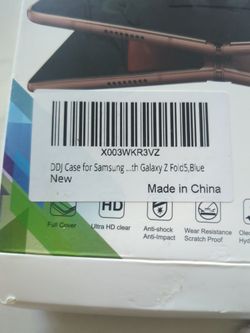 X003WKR3VZ
DDJ Case for Samsung ...th Galaxy Z Fold5,Blue
New
Made in China
Full Cover
Ultra HD clear
HD
Anti-shock
Anti-Impact
Wear Resistance
Scratch Proof